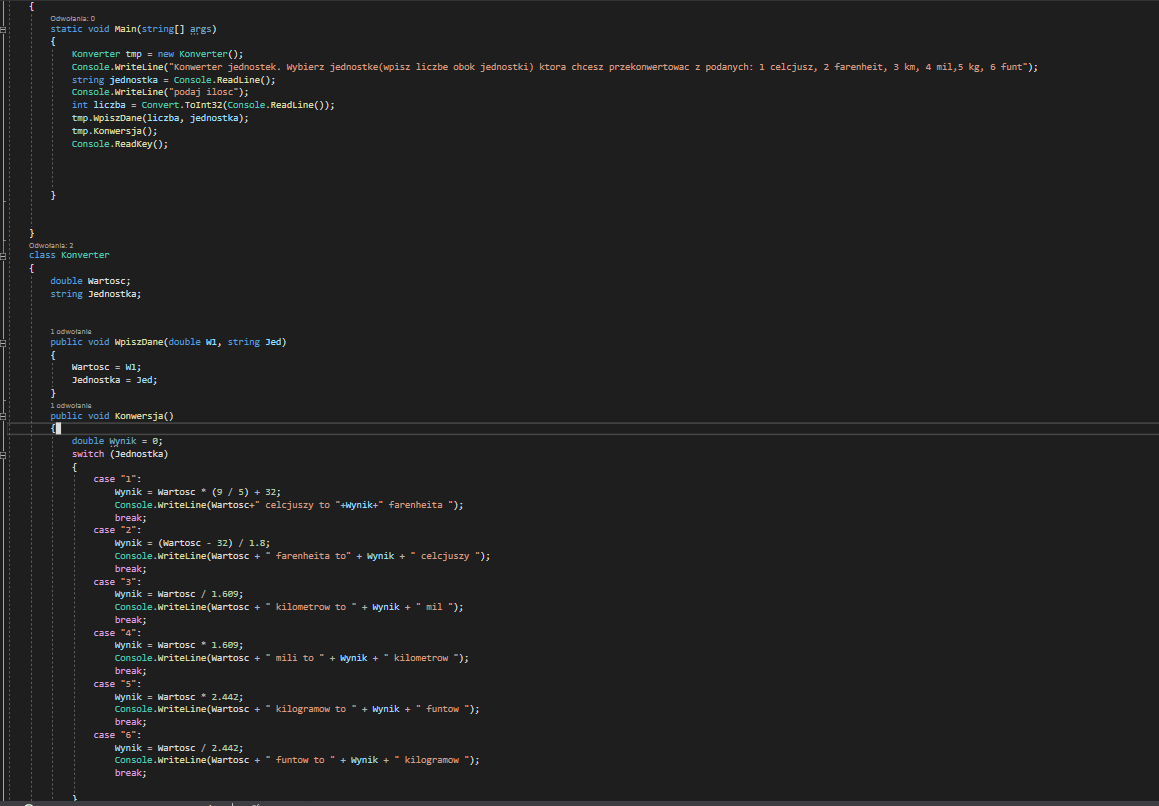 {
Odwołania: 0
static void Main(string[] args)
{
Konverter tmp = new Konverter();
Console.WriteLine("Konwerter jednostek. Wybierz jednostke(wpisz liczbe obok jednostki) ktora chcesz przekonwertowac z podanych: 1 celcjusz, 2 farenheit, 3 km, 4 mil,5 kg, 6 funt");
string jednostka = Console.ReadLine();
Console.WriteLine("podaj ilosc");
int liczba = Convert.ToInt32(Console.ReadLine());
tmp.WpiszDane(liczba, jednostka);
tmp.Konwersja();
Console.ReadKey();
}
}
Odwołania: 2
class Konverter
{
double Wartosc;
string Jednostka;
1 odwołanie
public void WpiszDane(double W1, string Jed)
{
Wartosc = W1;
Jednostka = Jed;
}
1 odwołanie
public void Konwersja()
{
double Wynik = 0;
switch (Jednostka)
{
case "1":
Wynik = Wartosc * (9 / 5) + 32;
Console.WriteLine(Wartosc+" celcjuszy to "+Wynik+" farenheita ");
break;
case "2":
Wynik = (Wartosc - 32) / 1.8;
Console.WriteLine(Wartosc + " farenheita to" + Wynik + " celcjuszy ");
break;
case "3":
Wynik = Wartosc / 1.609;
Console.WriteLine(Wartosc + " kilometrow to " + Wynik + " mil ");
break;
case "4":
Wynik = Wartosc * 1.609;
Console.WriteLine(Wartosc + " mili to " + Wynik + " kilometrow ");
break;
case "5":
Wynik = Wartosc * 2.442;
Console.WriteLine(Wartosc + " kilogramow to " + Wynik + " funtow ");
break;
case "6":
Wynik = Wartosc / 2.442;
Console.WriteLine(Wartosc + " funtow to " + Wynik + " kilogramow ");
break;
}